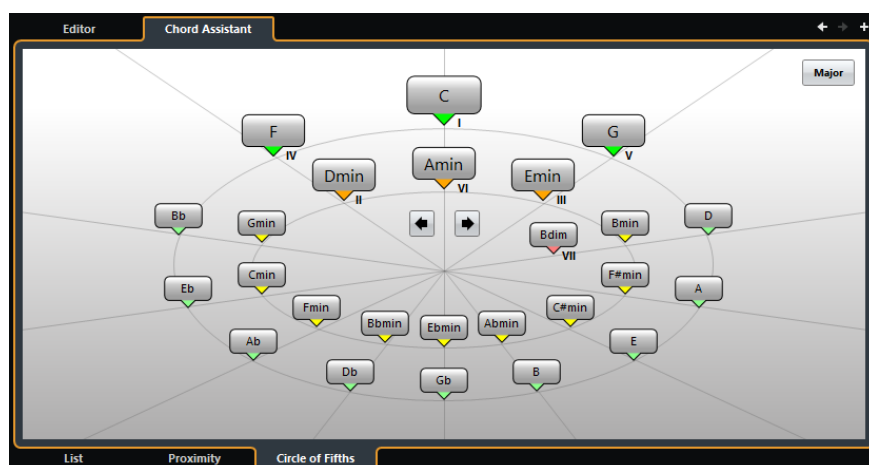 Editor Chord Assistant
Major
C
I
F G
IV V
Amin
Dmin Emin
VI
II III
Bb Gmin Bmin D
Bdim
VII
Eb Cmin F#min A
Fmin C#min
Bbmin Ebmin Abmin
Ab E
Db Gb B
List Proximity Circle of Fifths